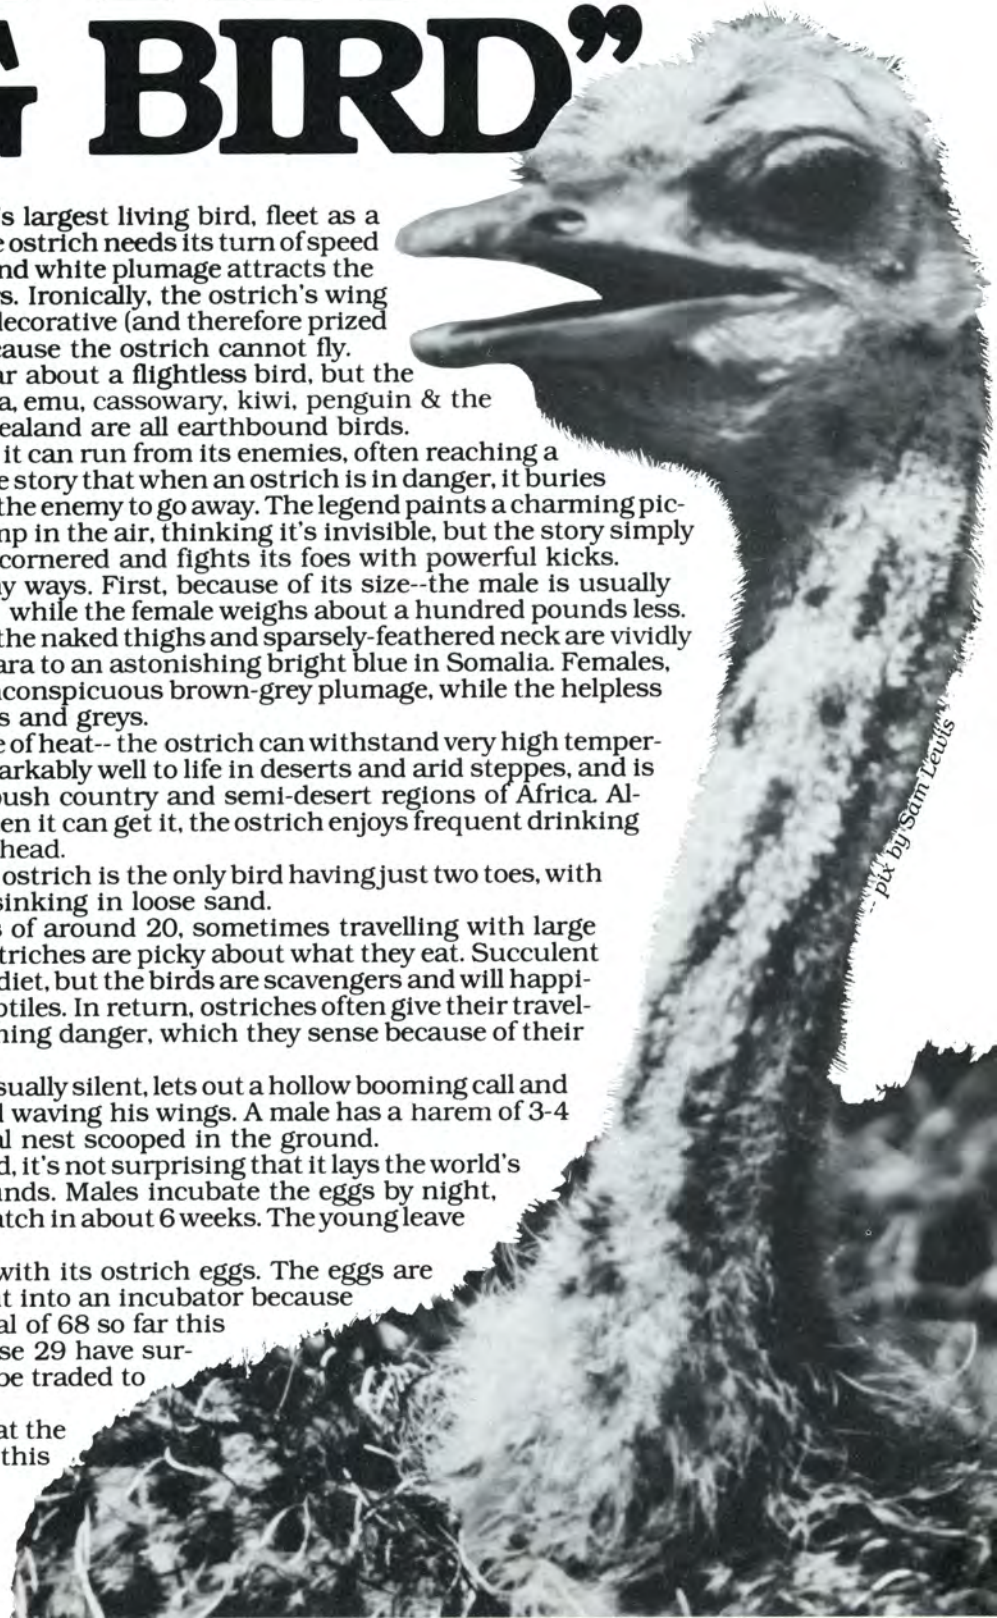 G BIRD”
's largest living bird, fleet as a
e ostrich needs its turn of speed
nd white plumage attracts the
rs. Ironically, the ostrich's wing
decorative (and therefore prized
cause the ostrich cannot fly.
ar about a flightless bird, but the
a, emu, cassowary, kiwi, penguin & the
ealand are all earthbound birds.
it can run from its enemies, often reaching a
e story that when an ostrich is in danger, it buries
the enemy to go away. The legend paints a charming pic-
mp in the air, thinking it's invisible, but the story simply
cornered and fights its foes with powerful kicks.
ny ways. First, because of its size--the male is usually
while the female weighs about a hundred pounds less.
the naked thighs and sparsely-feathered neck are vividly
ara to an astonishing bright blue in Somalia. Females,
nconspicuous brown-grey plumage, while the helpless
s and greys.
e of heat-- the ostrich can withstand very high temper-
arkably well to life in deserts and arid steppes, and is
bush country and semi-desert regions of Africa. Al-
en it can get it, the ostrich enjoys frequent drinking
head.
ostrich is the only bird having just two toes, with
sinking in loose sand.
s of around 20, sometimes travelling with large
triches are picky about what they eat. Succulent
diet, but the birds are scavengers and will happi-
ptiles. In return, ostriches often give their travel-
ning danger, which they sense because of their
sually silent, lets out a hollow booming call and
d waving his wings. A male has a harem of 3-4
al nest scooped in the ground.
d, it's not surprising that it lays the world's
unds. Males incubate the eggs by night,
atch in about 6 weeks. The young leave
with its ostrich eggs. The eggs are
t into an incubator because
al of 68 so far this
se 29 have sur-
be traded to
at the
this
-- pix by Sam Lewis